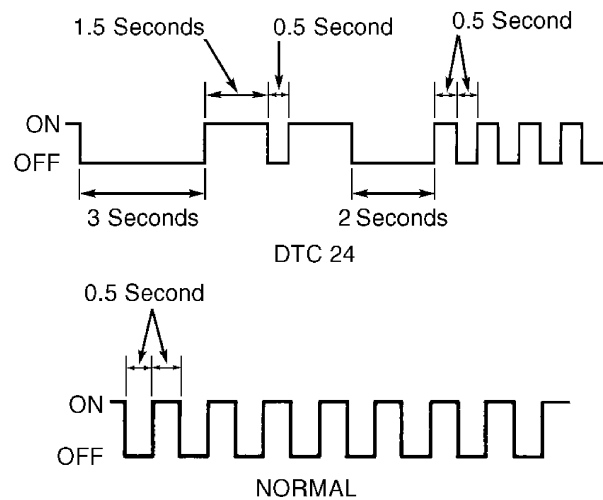 1.5 Seconds 0.5 Second 0.5 Second
ON
OFF
3 Seconds 2 Seconds
DTC 24
0.5 Second
ON
OFF
NORMAL